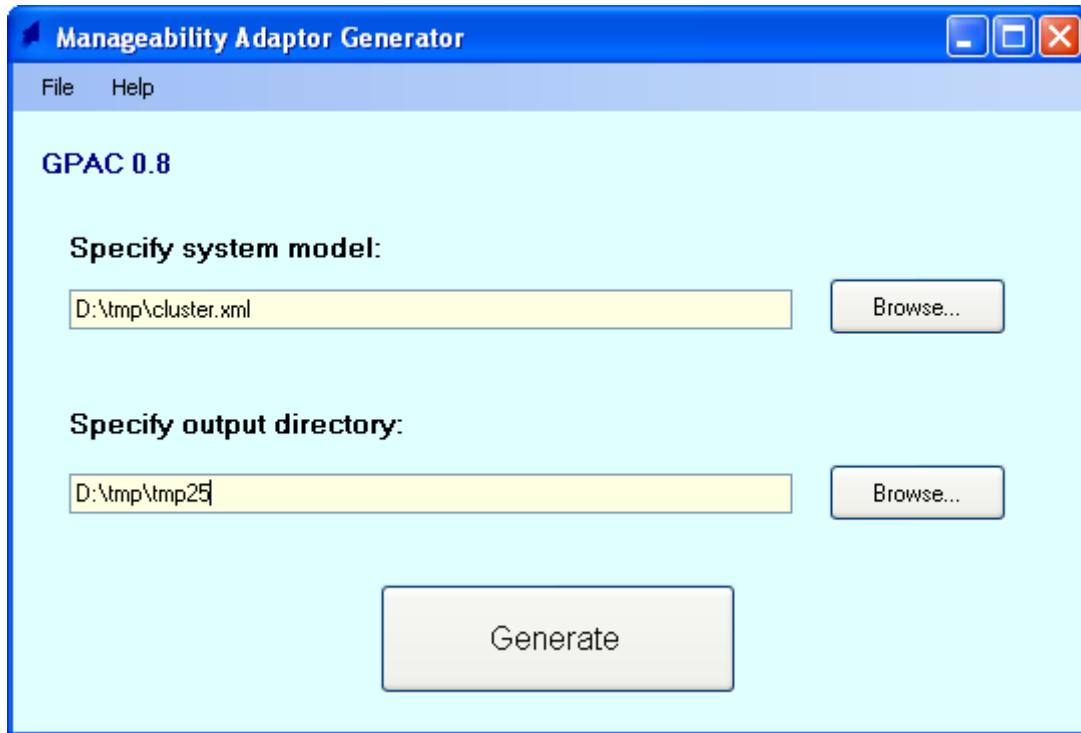 Manageability Adaptor Generator
File Help
GPAC 0.8
Specify system model:
D:\tmp\cluster.xml
Browse...
Specify output directory:
D:\tmp\tmp25
Browse...
Generate